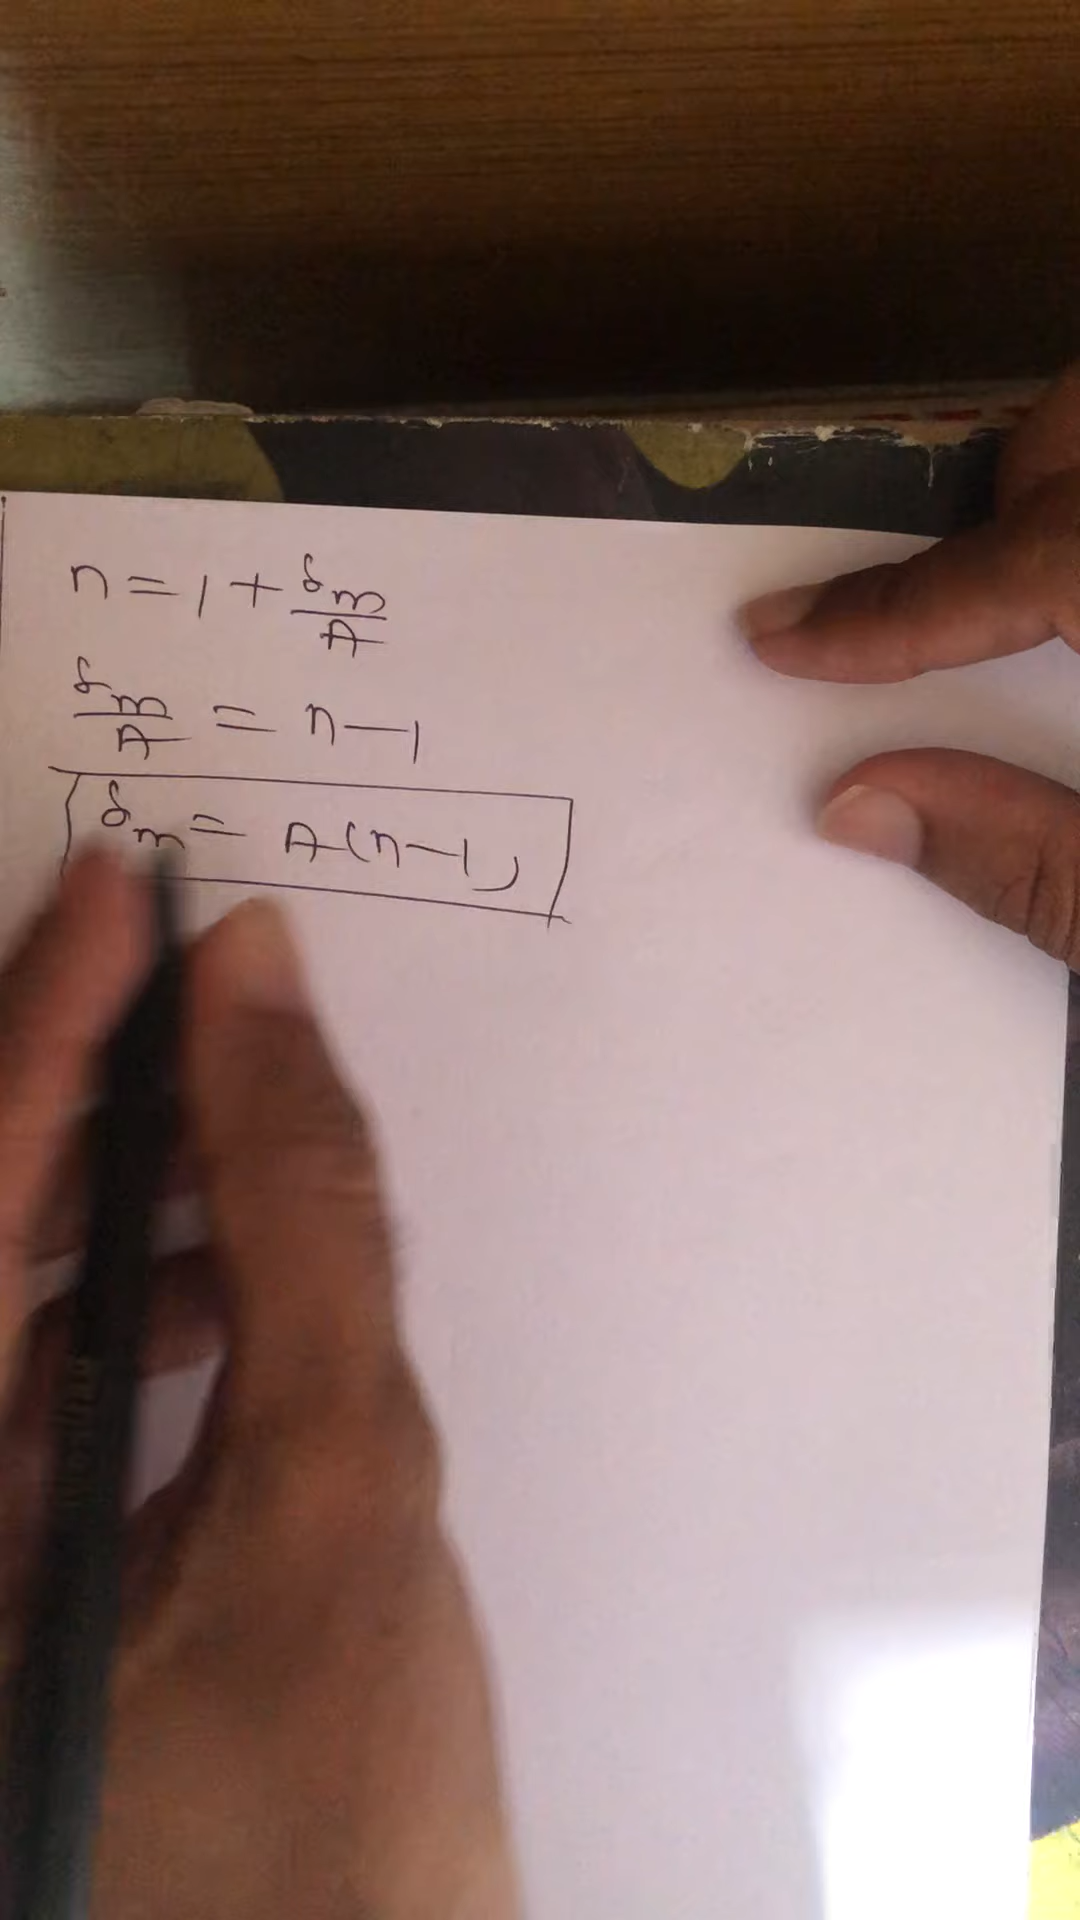 n = 1 + δm/A
δm/A = n - 1
δm = A(n-1)